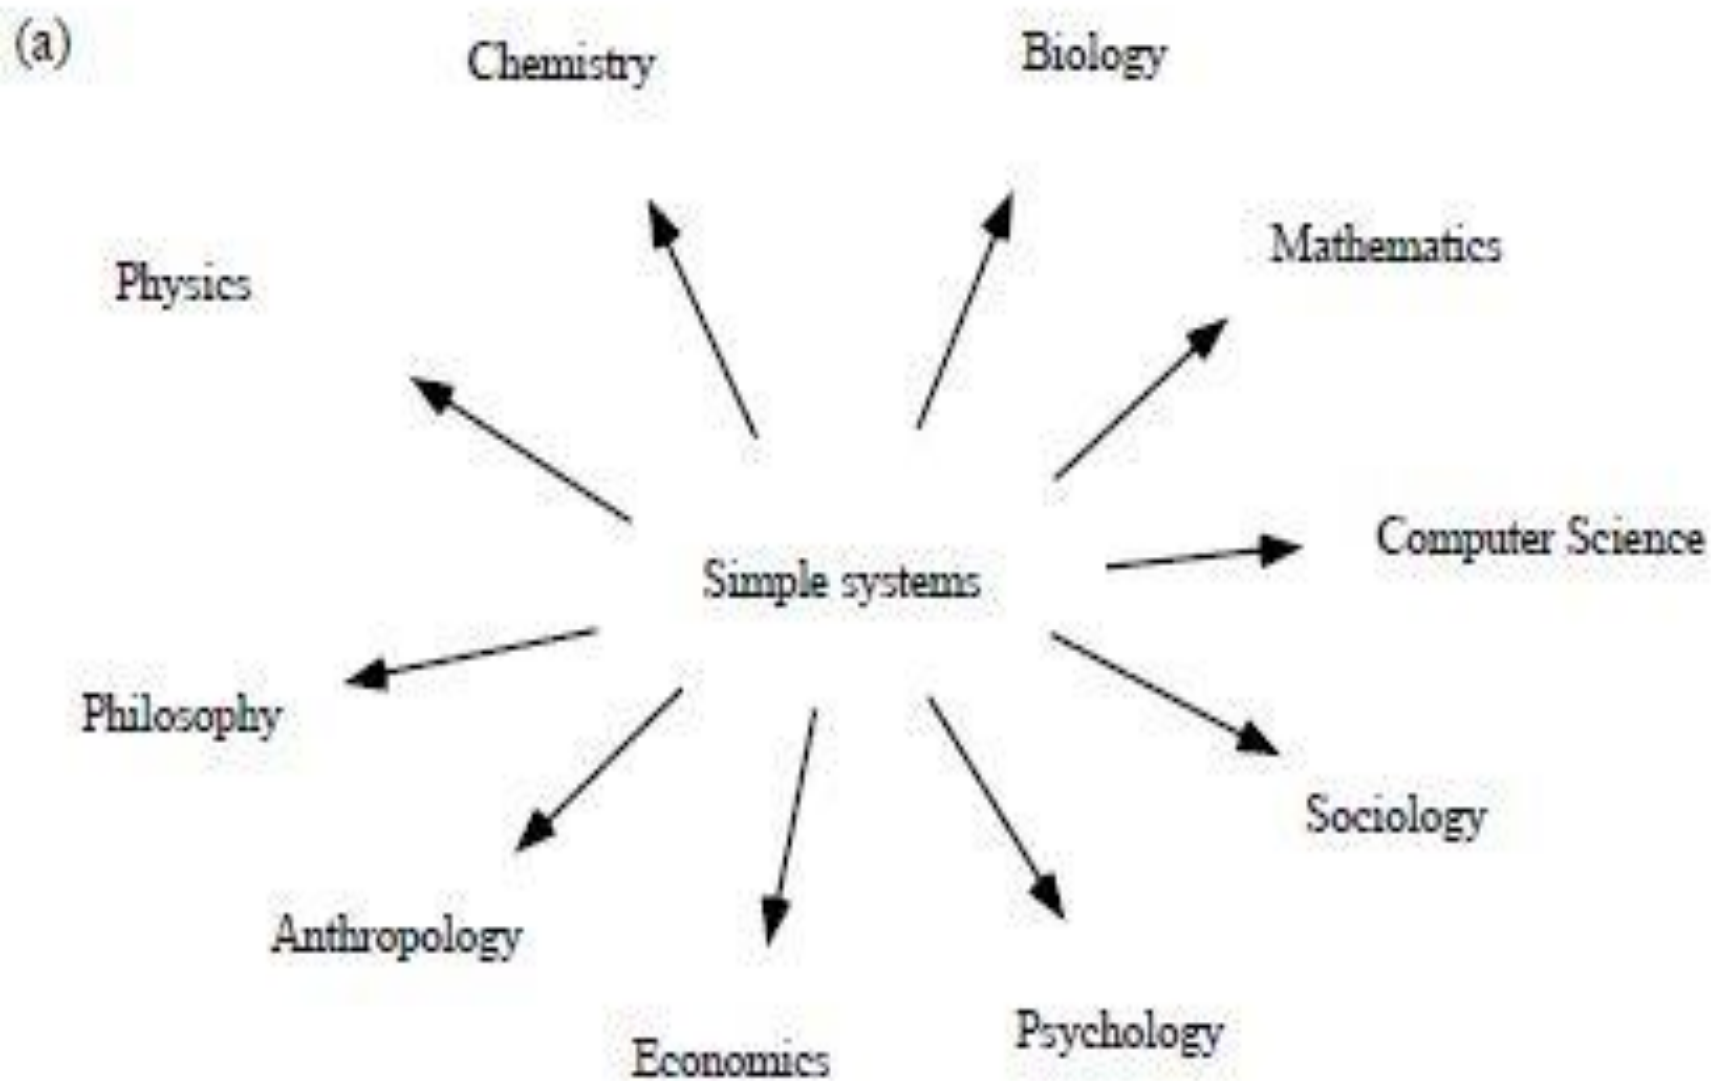 (a)
Chemistry
Biology
Mathematics
Physics
Computer Science
Simple systems
Philosophy
Sociology
Anthropology
Psychology
Economics